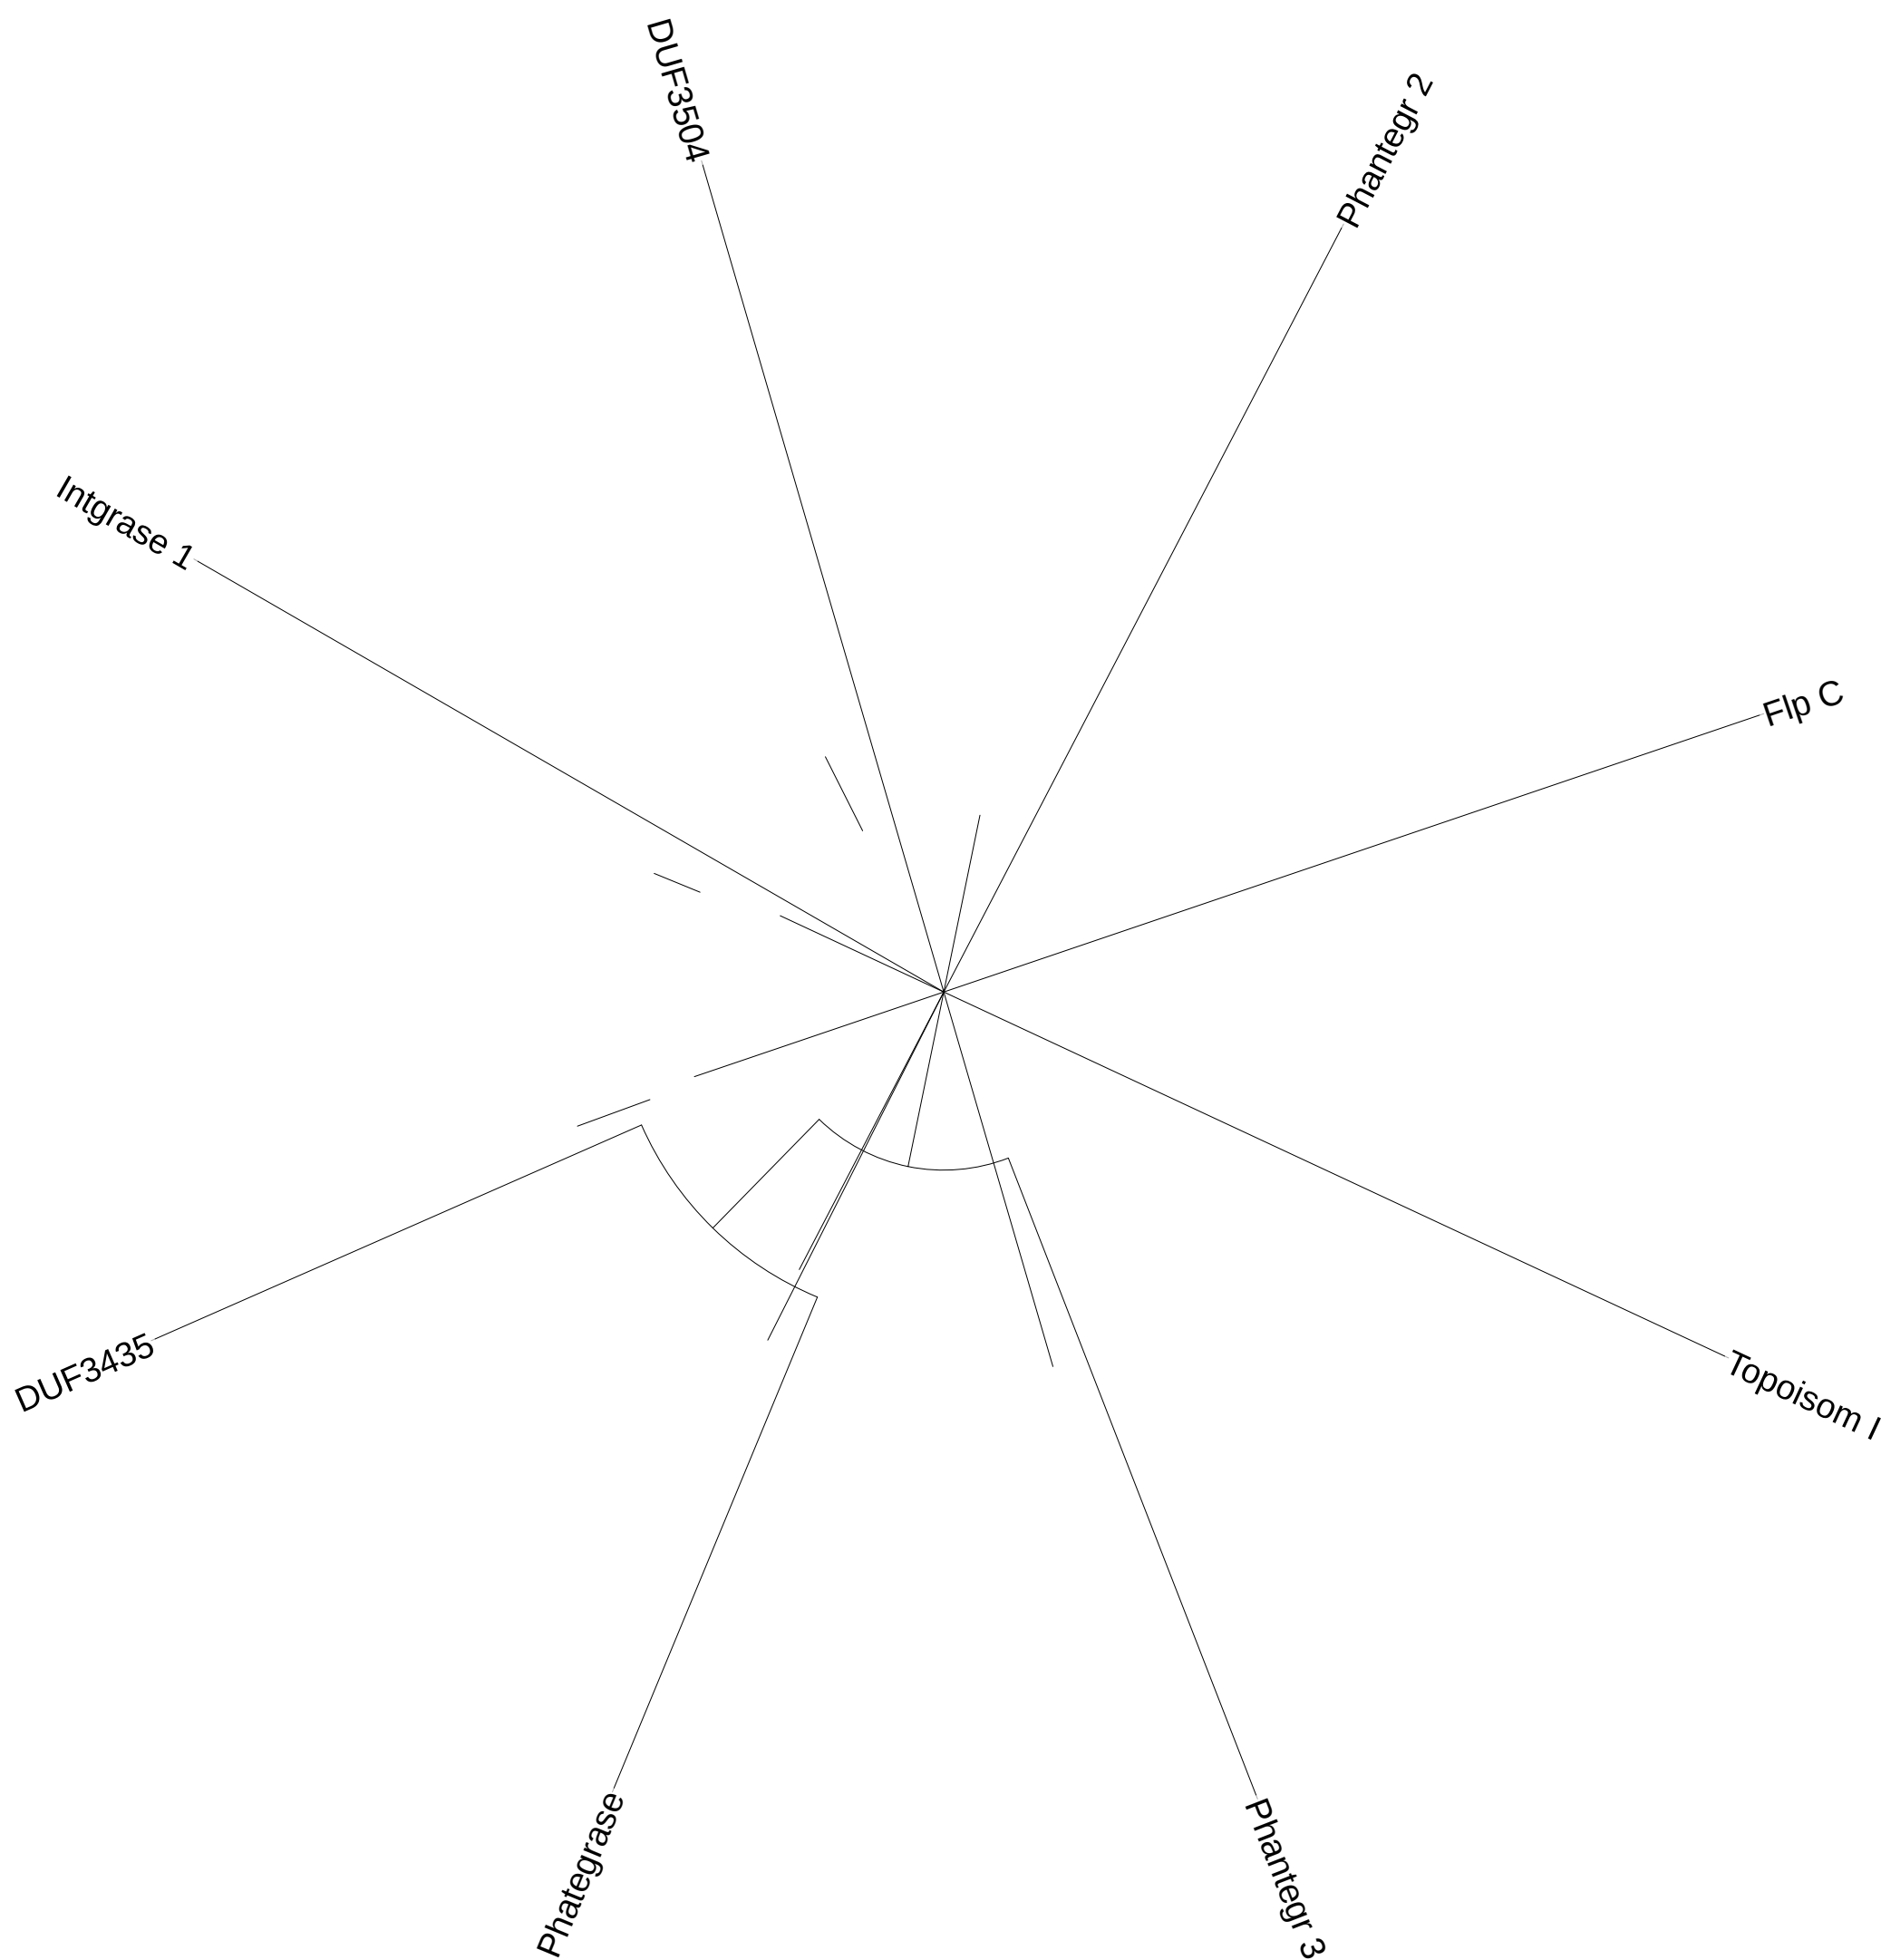 DUF3504
Phantegr 2
Intgrase 1
Flp C
DUF3435
Topoisom I
Phategrase
Phantegr 3